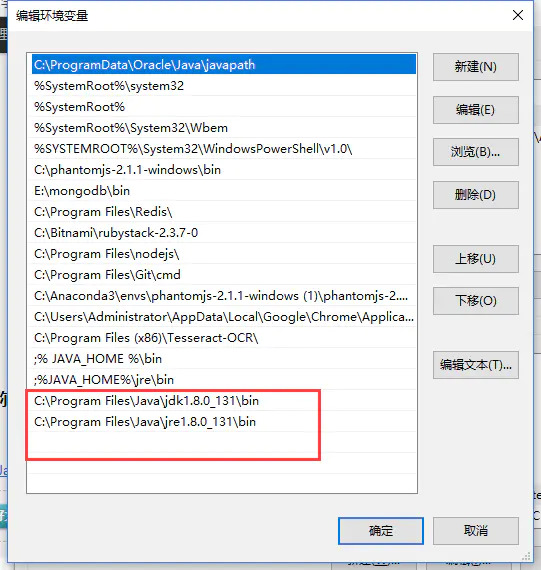 编辑环境变量
C:\ProgramData\Oracle\Java\javapath
%SystemRoot%\system32
%SystemRoot%
%SystemRoot%\System32\Wbem
%SYSTEMROOT%\System32\WindowsPowerShell\v1.0\
C:\phantomjs-2.1.1-windows\bin
E:\mongodb\bin
C:\Program Files\Redis\
C:\Bitnami\rubystack-2.3.7-0
C:\Program Files\nodejs\
C:\Program Files\Git\cmd
C:\Anaconda3\envs\phantomjs-2.1.1-windows (1)\phantomjs-2....
C:\Users\Administrator\AppData\Local\Google\Chrome\Applica...
C:\Program Files (x86)\Tesseract-OCR\
;% JAVA_HOME %\bin
;%JAVA_HOME%\jre\bin
C:\Program Files\Java\jdk1.8.0_131\bin
C:\Program Files\Java\jre1.8.0_131\bin
新建(N)
编辑(E)
浏览(B)...
删除(D)
上移(U)
下移(O)
编辑文本(T)...
确定
取消